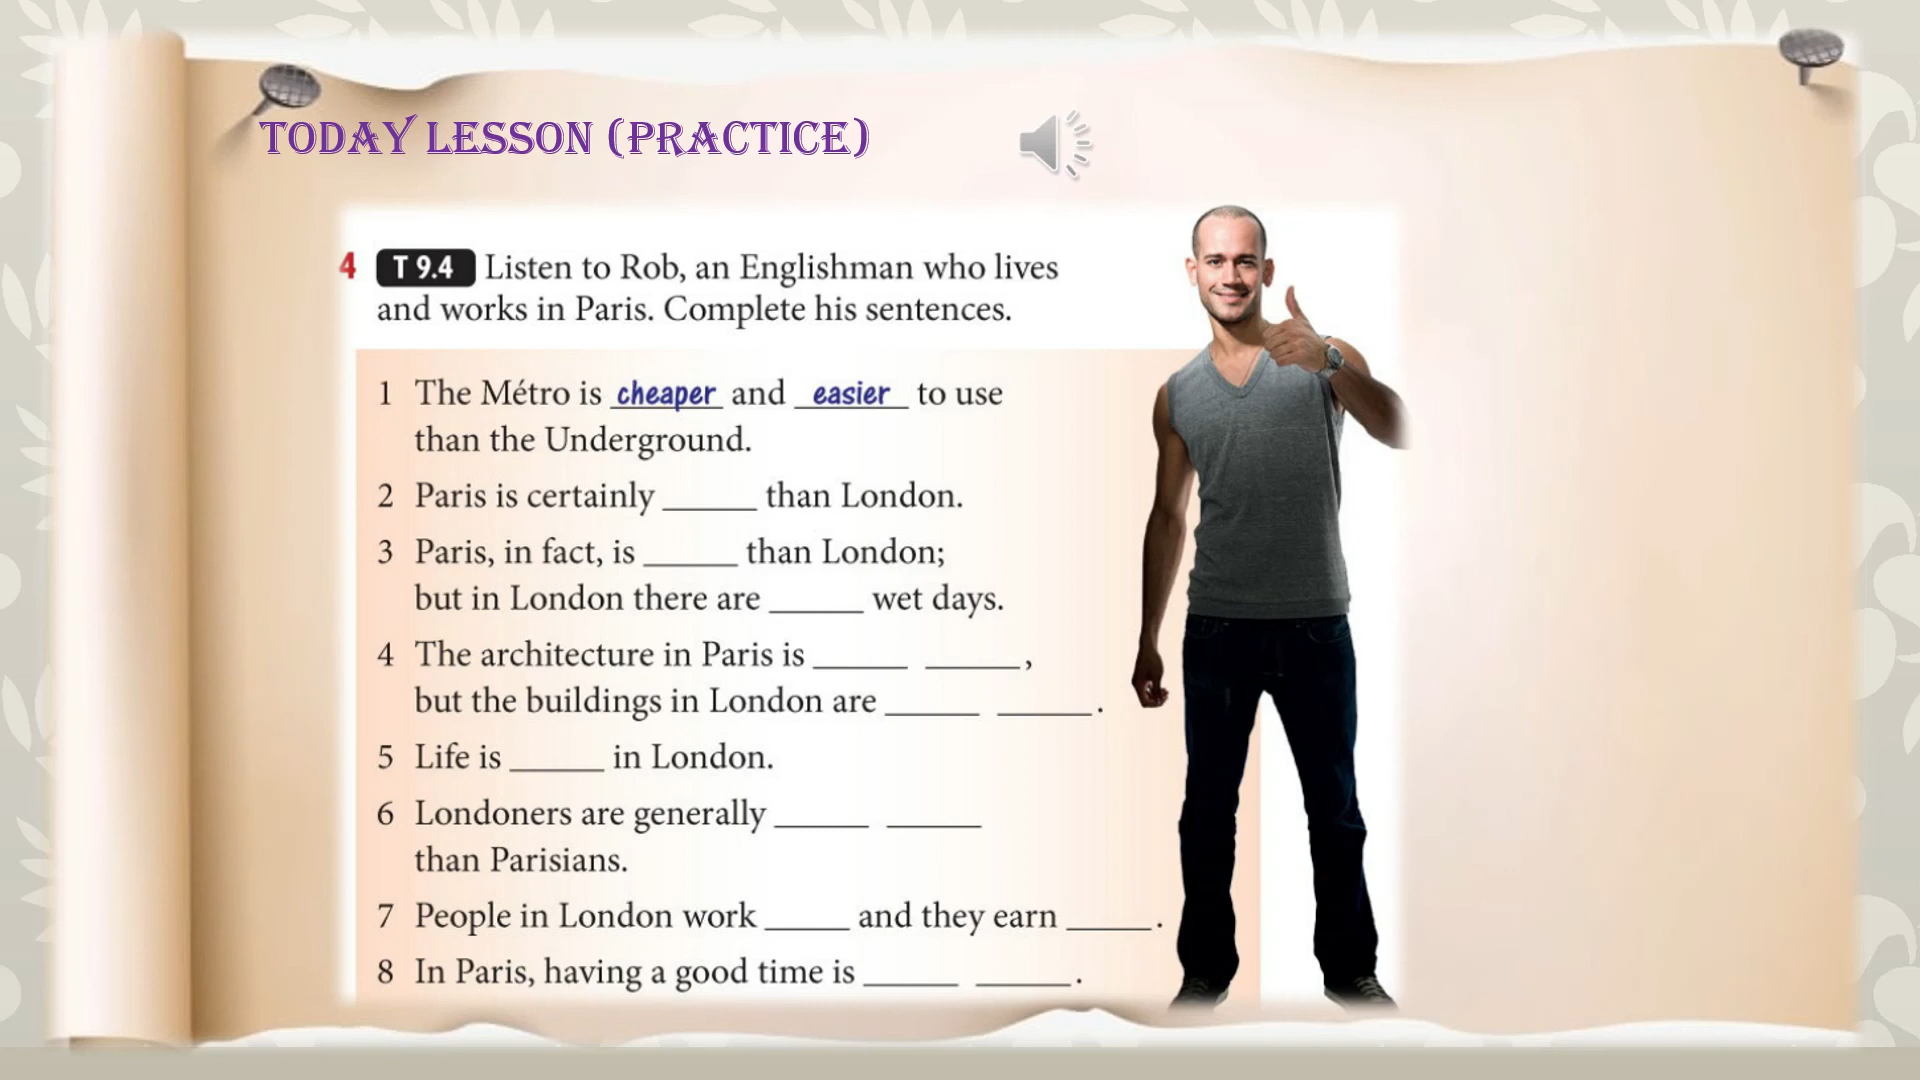 TODAY LESSON (PRACTICE)
4 T 9.4 Listen to Rob, an Englishman who lives
and works in Paris. Complete his sentences.
1 The Métro is cheaper and easier to use
than the Underground.
2 Paris is certainly ______ than London.
3 Paris, in fact, is ______ than London;
but in London there are ______ wet days.
4 The architecture in Paris is ______ ______,
but the buildings in London are ______ ______.
5 Life is ______ in London.
6 Londoners are generally ______ ______
than Parisians.
7 People in London work ______ and they earn ______.
8 In Paris, having a good time is ______ ______.